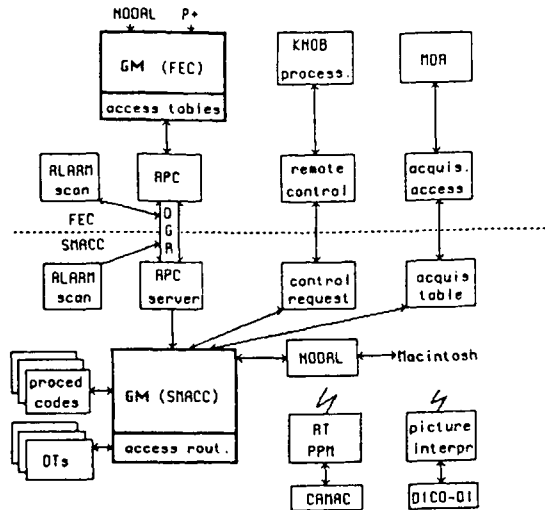 NODAL P+
GM (FEC)
access tables
KNOB
process.
MDA
ALARM
scan
RPC
remote
control
acquis.
access
FEC
SMACC
D
G
R
ALARM
scan
RPC
server
control
request
acquis
table
proced
codes
GM (SMACC)
access rout.
NODAL
Macintosh
DTs
RT
PPM
picture
interpr
CAMAC
DICO-DI